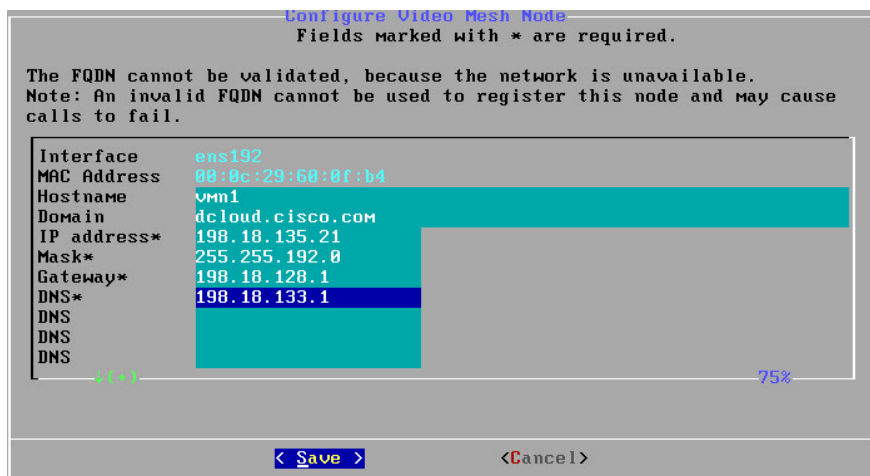 Configure Video Mesh Node
Fields marked with * are required.
The FQDN cannot be validated, because the network is unavailable.
Note: An invalid FQDN cannot be used to register this node and may cause
calls to fail.
Interface ens192
MAC Address 00:0c:29:60:0f:b4
Hostname vmn1
Domain dcloud.cisco.com
IP address* 198.18.135.21
Mask* 255.255.192.0
Gateway* 198.18.128.1
DNS* 198.18.133.1
DNS
DNS
DNS
↓(+) 75%
< Save > <Cancel>